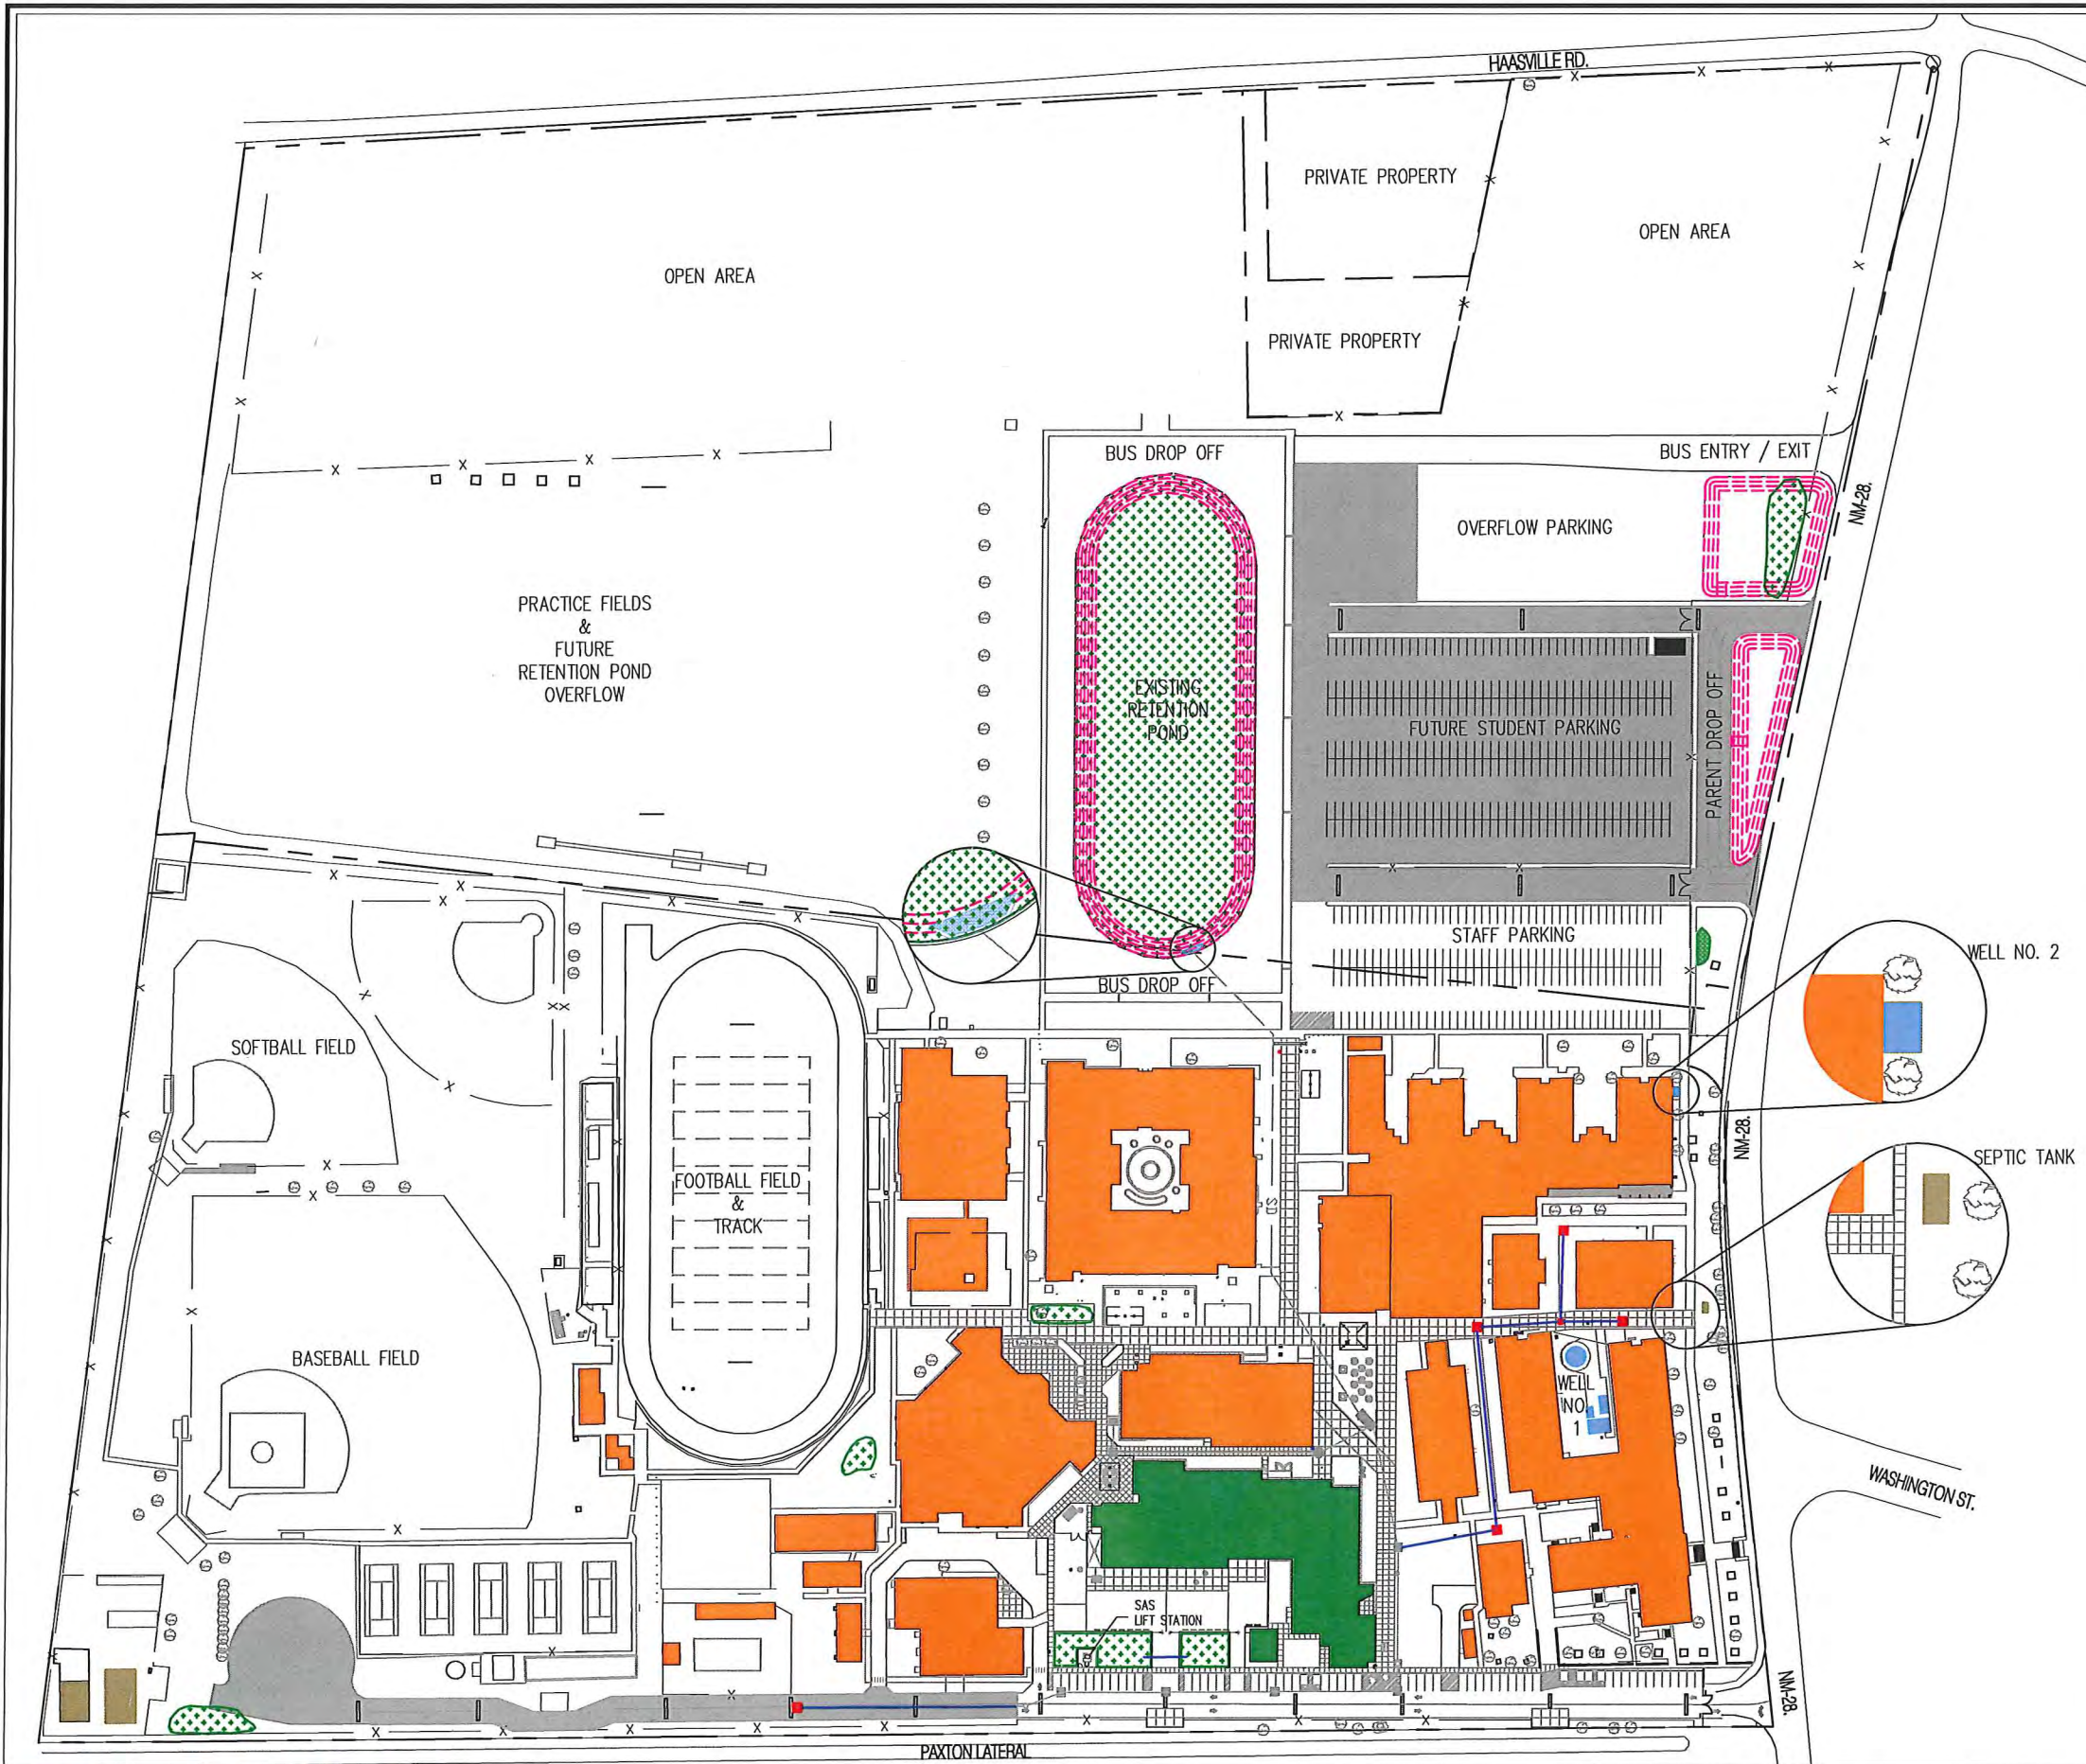 HAASVILLE RD.
PRIVATE PROPERTY
OPEN AREA
OPEN AREA
PRIVATE PROPERTY
BUS DROP OFF
BUS ENTRY / EXIT
NM-28.
OVERFLOW PARKING
PRACTICE FIELDS
&
FUTURE
RETENTION POND
OVERFLOW
EXISTING
RETENTION
POND
FUTURE STUDENT PARKING
PARENT DROP OFF
STAFF PARKING
WELL NO. 2
BUS DROP OFF
SOFTBALL FIELD
NM-28.
SEPTIC TANK
FOOTBALL FIELD
&
TRACK
SD
BASEBALL FIELD
WELL
NO.
1
WASHINGTON ST.
SAS
LIFT STATION
NM-28.
PAXTON LATERAL